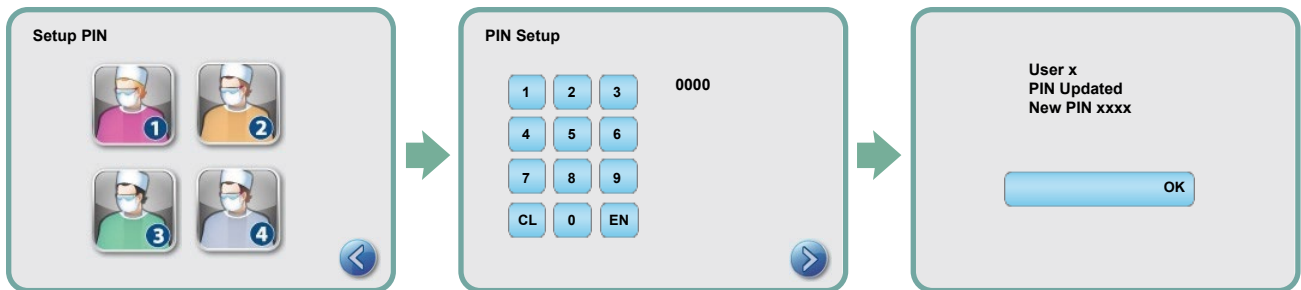 Setup PIN
1
2
3
4
PIN Setup
0000
1 2 3
4 5 6
7 8 9
CL 0 EN
User x
PIN Updated
New PIN xxxx
OK